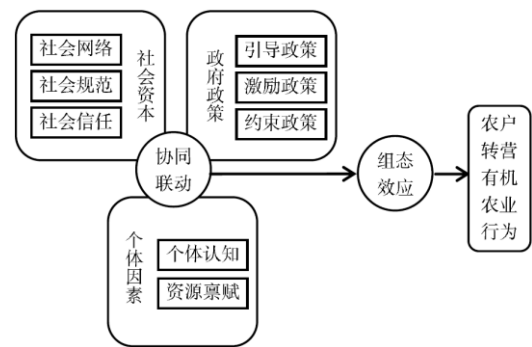 社会网络
社会规范
社会信任
社会资本
政府政策
引导政策
激励政策
约束政策
协同
联动
组态
效应
农户
转营
有机
农业
行为
个体因素
个体认知
资源禀赋